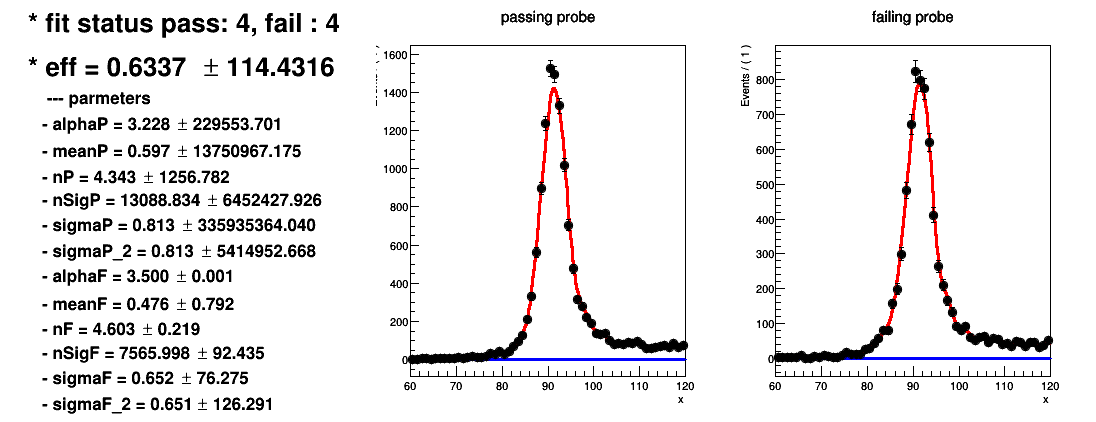 * fit status pass: 4, fail : 4
* eff = 0.6337 ± 114.4316
--- parmeters
- alphaP = 3.228 ± 229553.701
- meanP = 0.597 ± 13750967.175
- nP = 4.343 ± 1256.782
- nSigP = 13088.834 ± 6452427.926
- sigmaP = 0.813 ± 335935364.040
- sigmaP_2 = 0.813 ± 5414952.668
- alphaF = 3.500 ± 0.001
- meanF = 0.476 ± 0.792
- nF = 4.603 ± 0.219
- nSigF = 7565.998 ± 92.435
- sigmaF = 0.652 ± 76.275
- sigmaF_2 = 0.651 ± 126.291
passing probe
1600
1400
1200
1000
800
600
400
200
0
60 70 80 90 100 110 120
x
failing probe
Events / ( 1 )
800
700
600
500
400
300
200
100
0
60 70 80 90 100 110 120
x